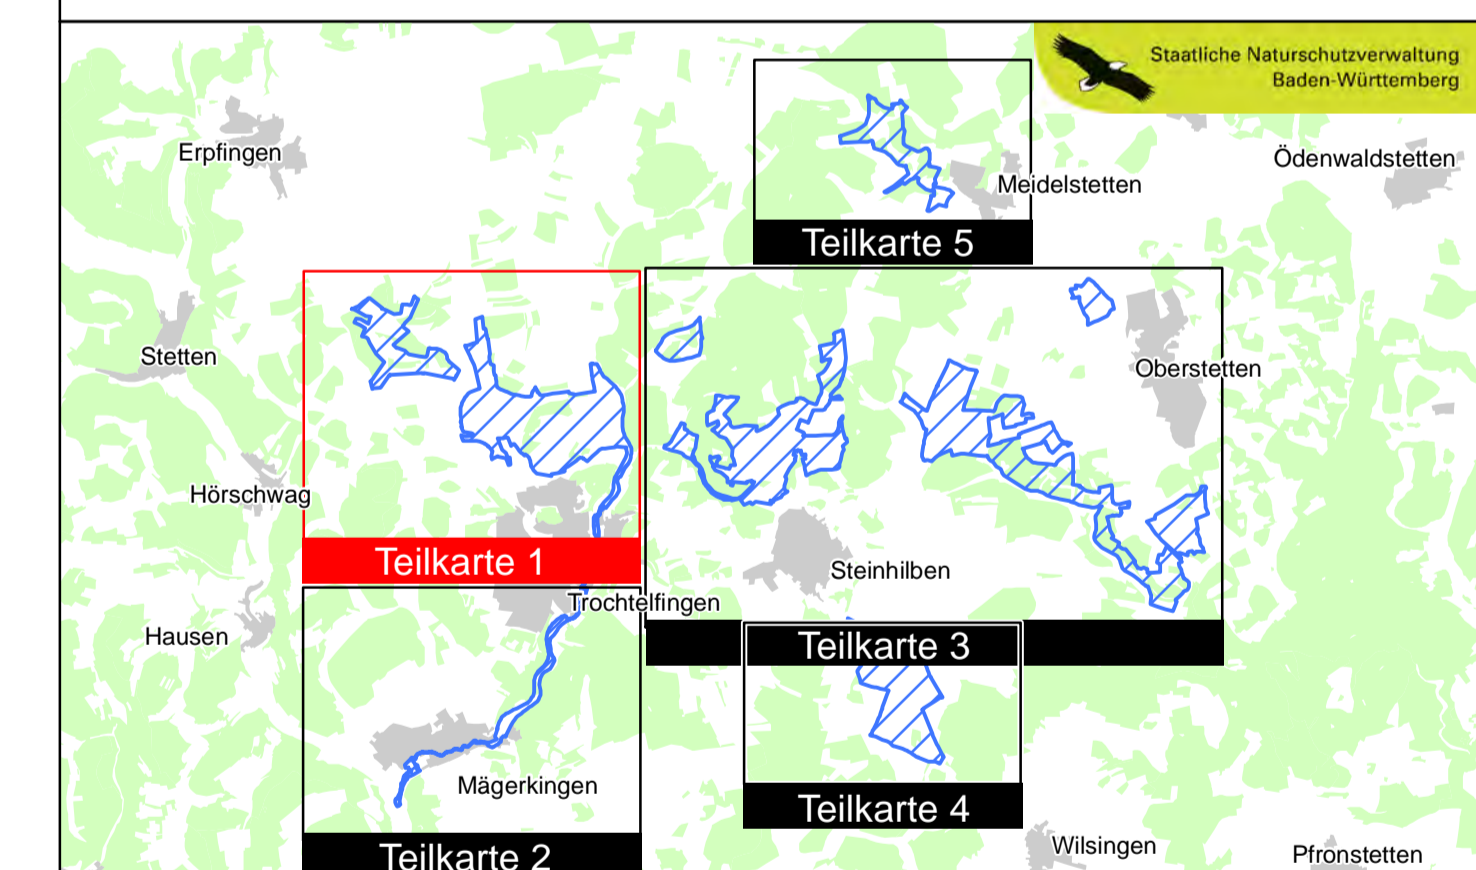 Staatliche Naturschutzverwaltung
Baden-Württemberg
Erpfingen
Ödenwaldstetten
Meidelstetten
Teilkarte 5
Stetten
Oberstetten
Hörschwag
Teilkarte 1
Steinhilben
Trochtelfingen
Hausen
Teilkarte 3
Mägerkingen
Teilkarte 4
Wilsingen
Pfronstetten
Teilkarte 2